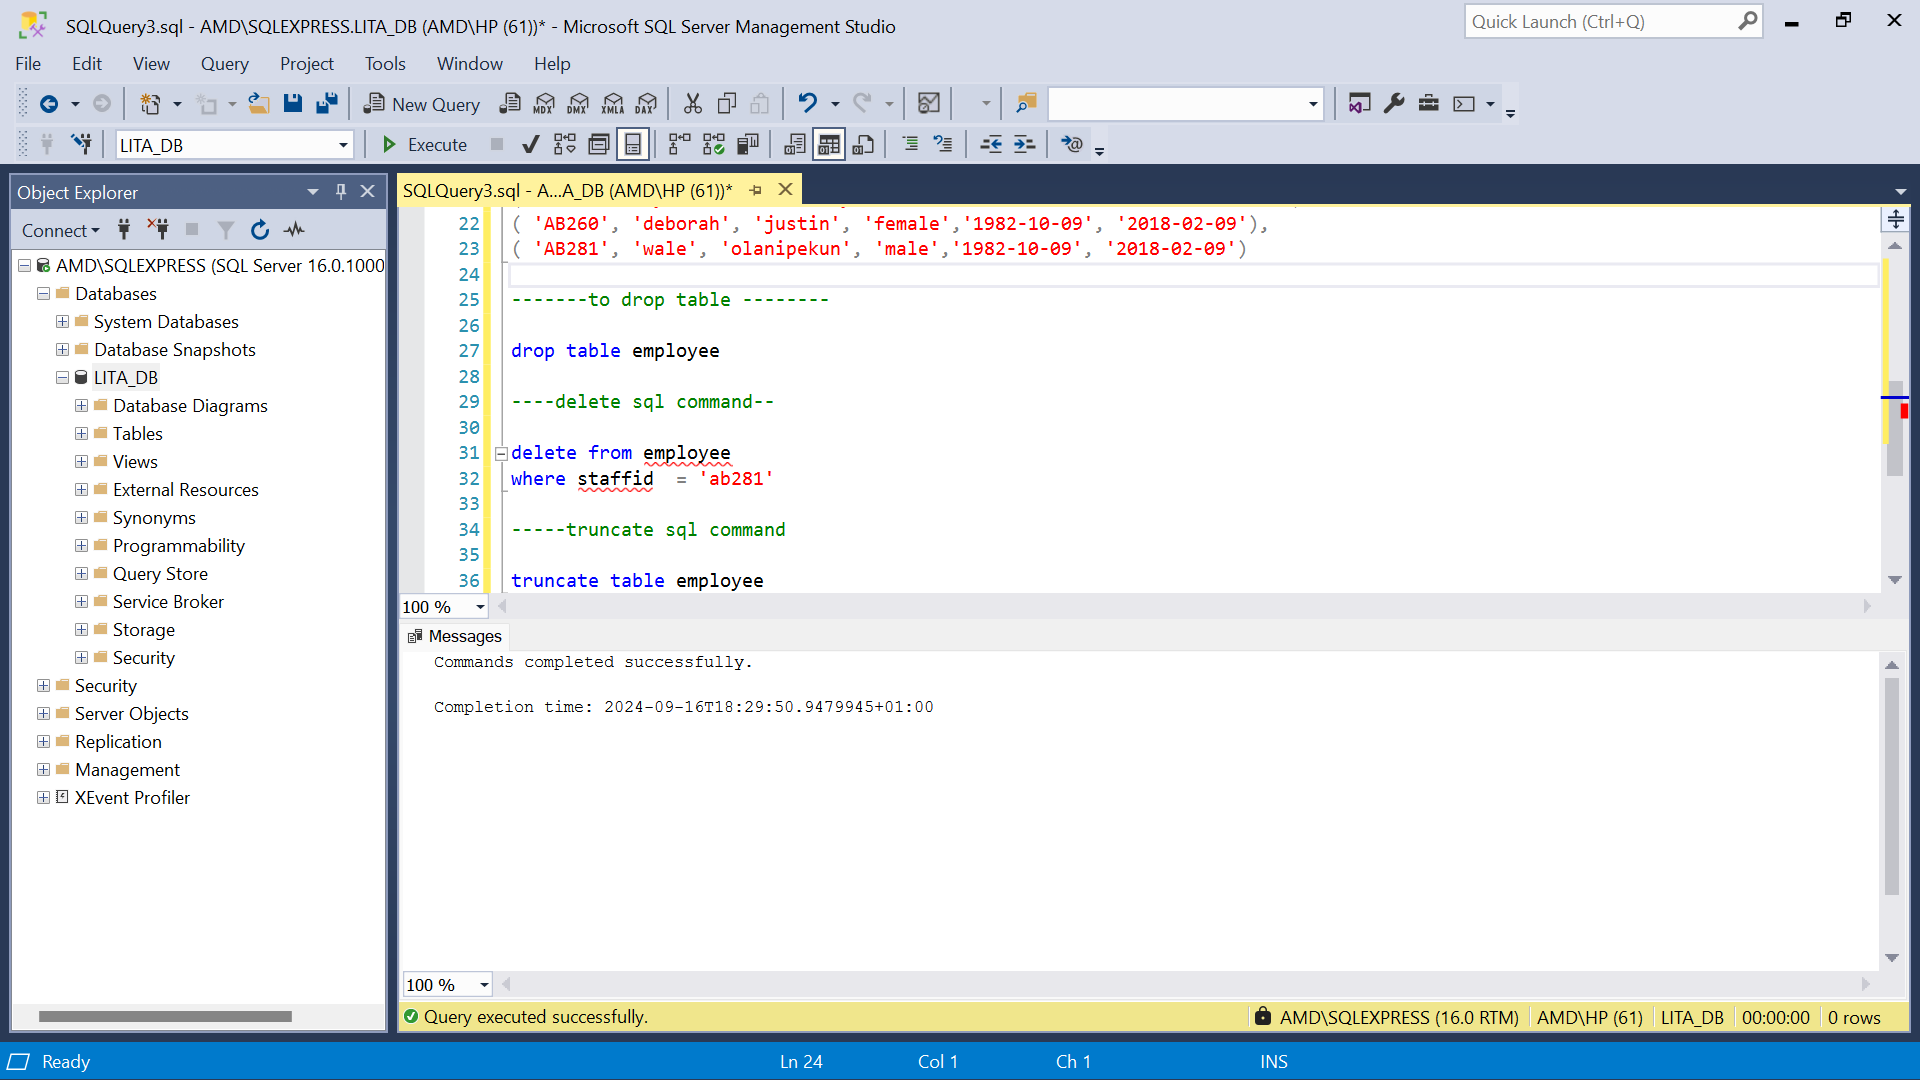 SQLQuery3.sql - AMD\SQLEXPRESS.LITA_DB (AMD\HP (61))* - Microsoft SQL Server Management Studio
Quick Launch (Ctrl+Q)
File Edit View Query Project Tools Window Help
New Query MDX DMX XMLA DAX
LITA_DB Execute
Object Explorer
Connect
AMD\SQLEXPRESS (SQL Server 16.0.1000
Databases
System Databases
Database Snapshots
LITA_DB
Database Diagrams
Tables
Views
External Resources
Synonyms
Programmability
Query Store
Service Broker
Storage
Security
Security
Server Objects
Replication
Management
XEvent Profiler
SQLQuery3.sql - A...A_DB (AMD\HP (61))*
22 ( 'AB260', 'deborah', 'justin', 'female','1982-10-09', '2018-02-09'),
23 ( 'AB281', 'wale', 'olanipekun', 'male','1982-10-09', '2018-02-09')
24
25 -------to drop table --------
26
27 drop table employee
28
29 ----delete sql command--
30
31 delete from employee
32 where staffid  = 'ab281'
33
34 -----truncate sql command
35
36 truncate table employee
100 %
Messages
Commands completed successfully.
Completion time: 2024-09-16T18:29:50.9479945+01:00
100 %
Query executed successfully. AMD\SQLEXPRESS (16.0 RTM) AMD\HP (61) LITA_DB 00:00:00 0 rows
Ready Ln 24 Col 1 Ch 1 INS